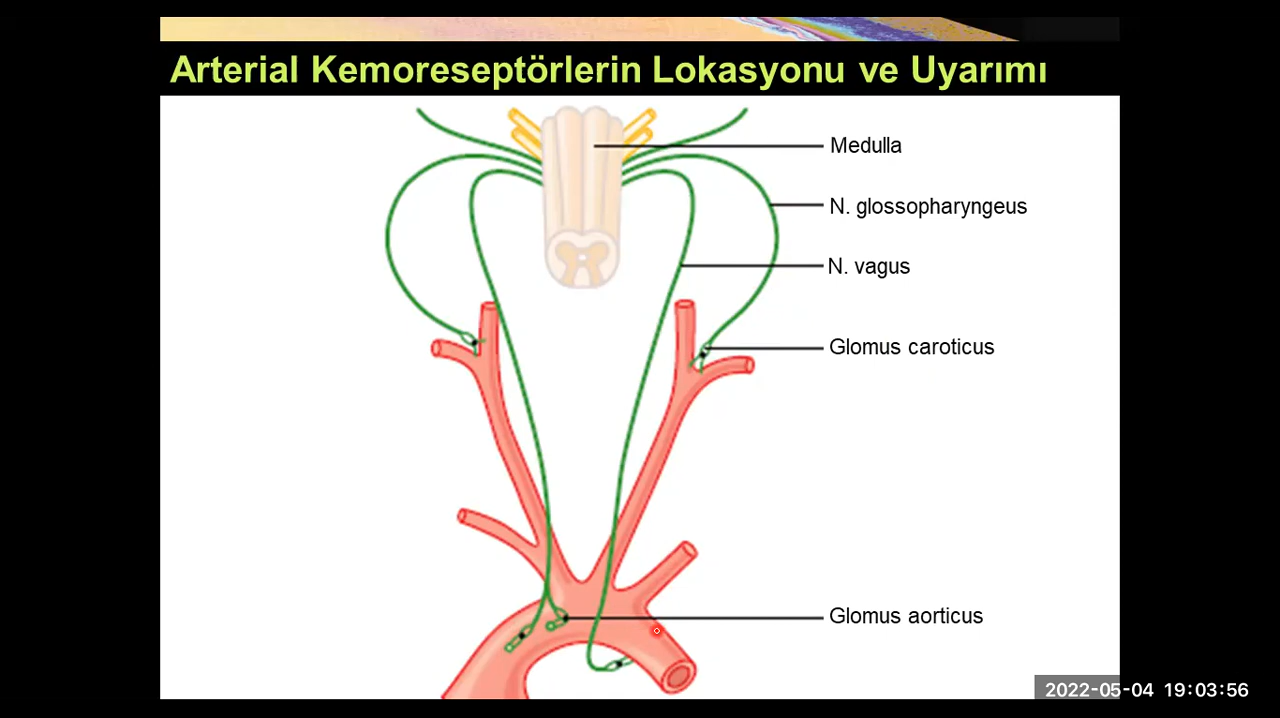 Arterial Kemoreseptörlerin Lokasyonu ve Uyarımı
Medulla
N. glossopharyngeus
N. vagus
Glomus caroticus
Glomus aorticus
2022-05-04 19:03:56